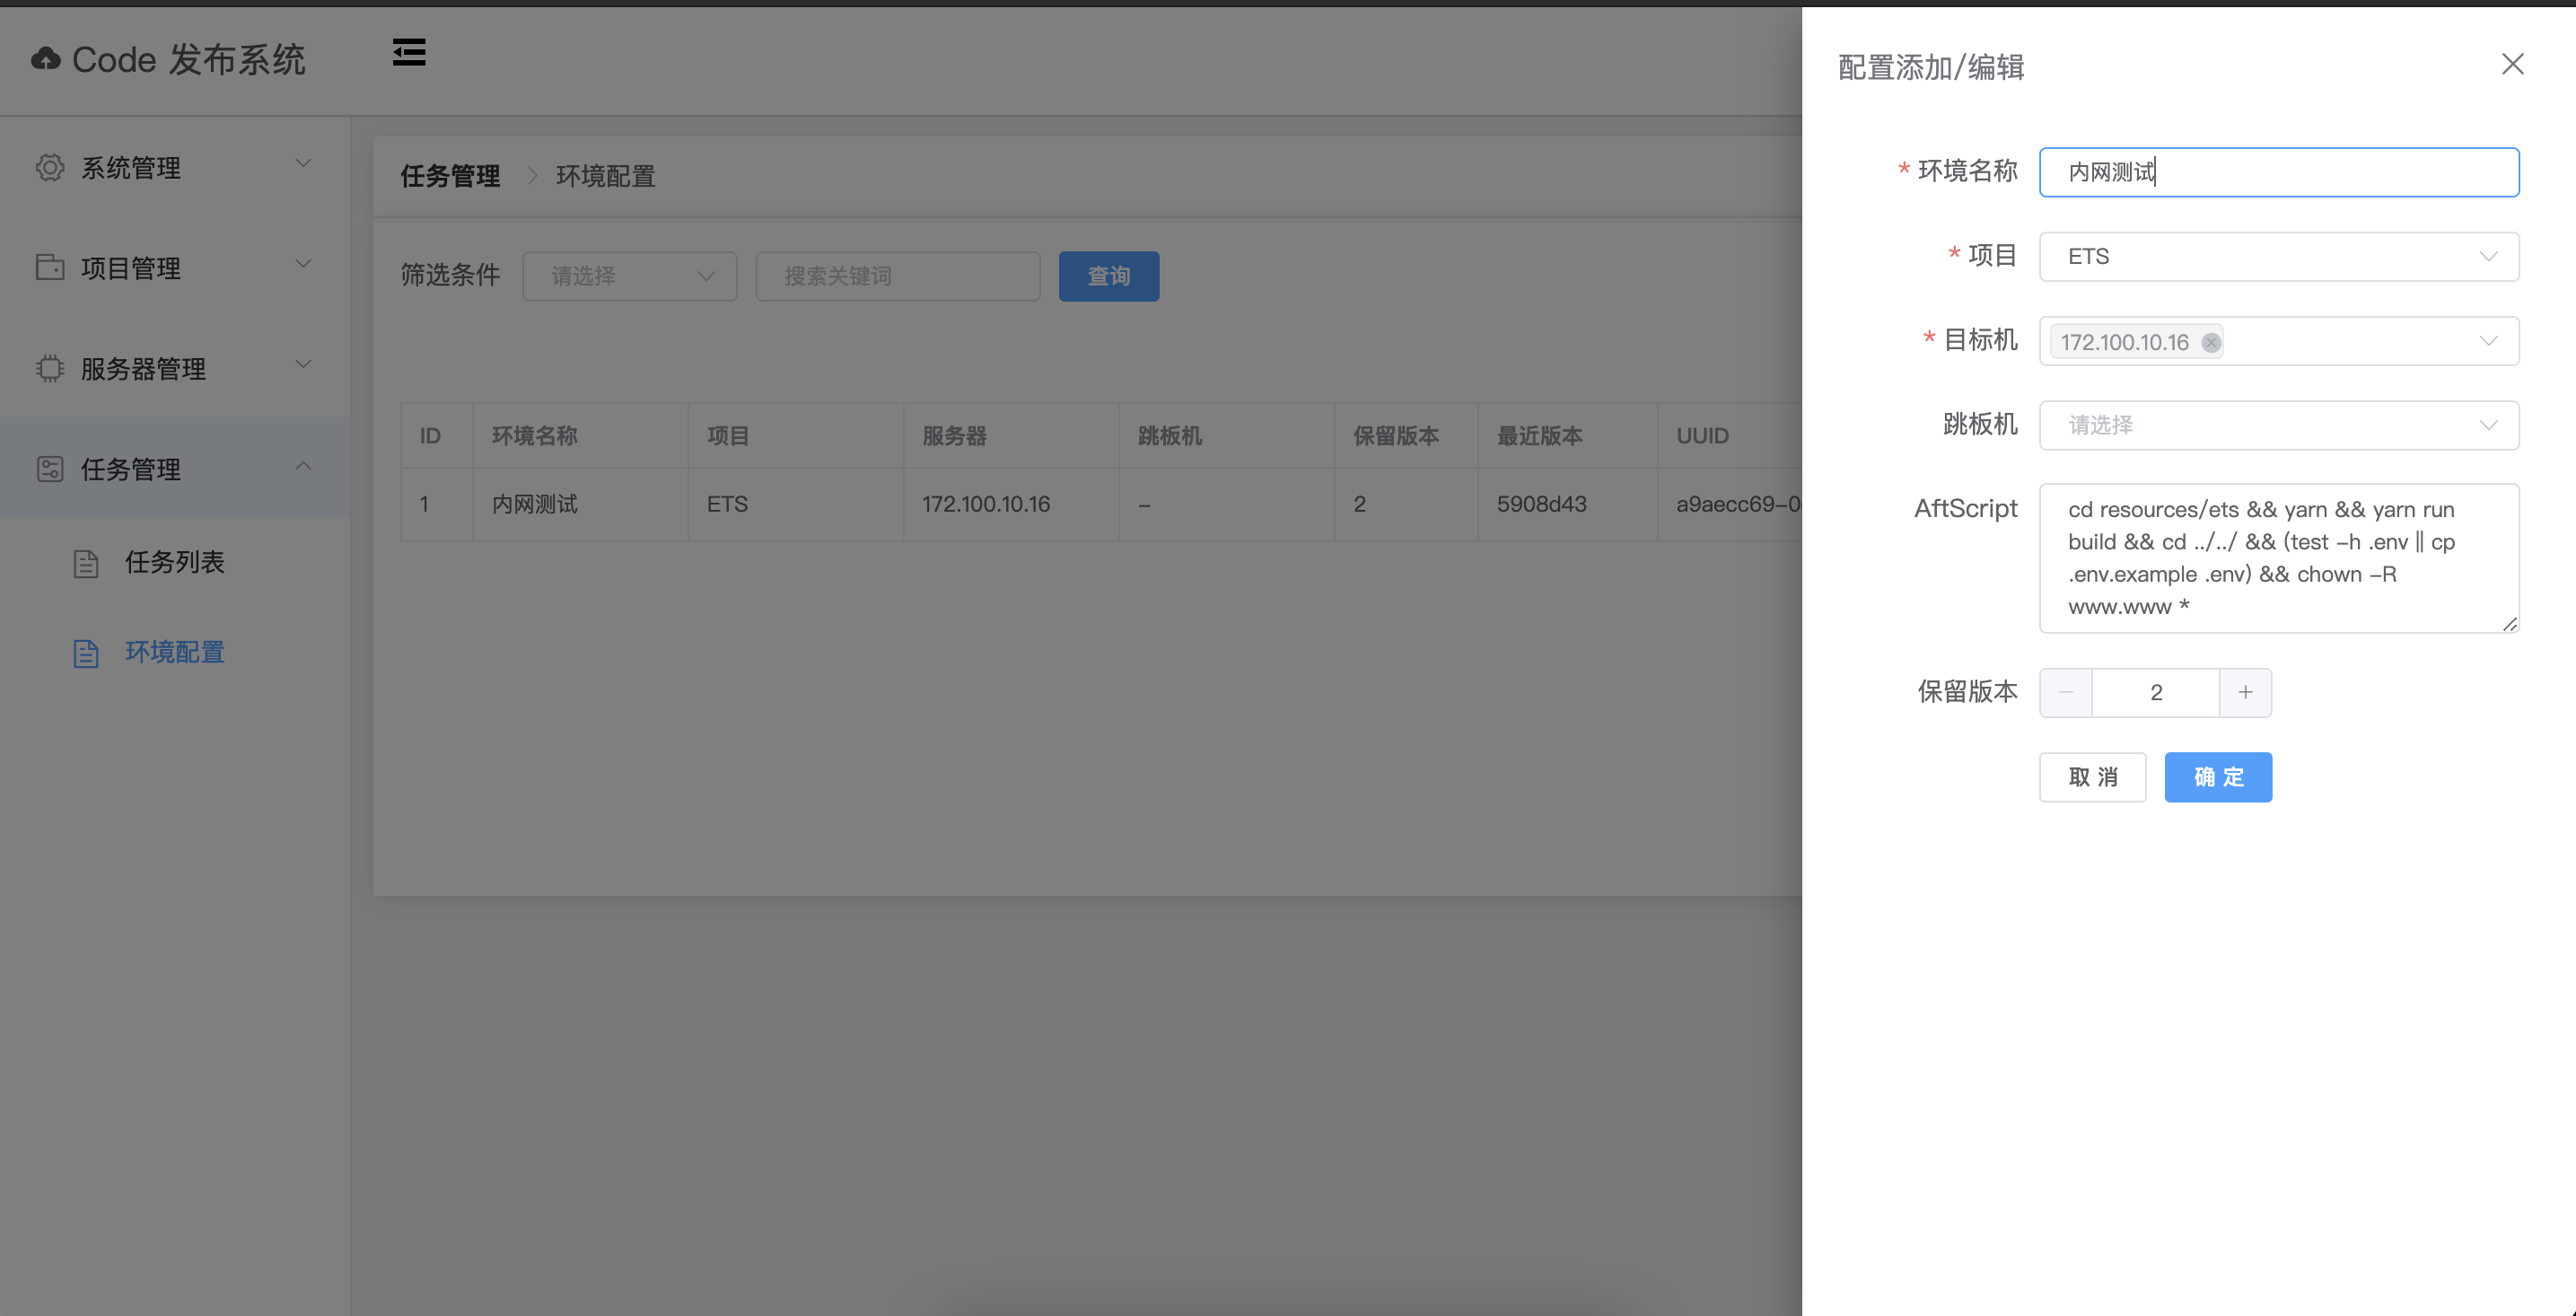 Code 发布系统
系统管理
项目管理
服务器管理
任务管理
任务列表
环境配置
任务管理 环境配置
筛选条件 请选择 搜索关键词 查询
ID 环境名称 项目 服务器 跳板机 保留版本 最近版本 UUID
1 内网测试 ETS 172.100.10.16 - 2 5908d43 a9aecc69-0
配置添加/编辑
* 环境名称 内网测试
* 项目 ETS
* 目标机 172.100.10.16
跳板机 请选择
AftScript cd resources/ets && yarn && yarn run
build && cd ../../ && (test -h .env || cp
.env.example .env) && chown -R
www.www *
保留版本 - 2 +
取 消 确 定